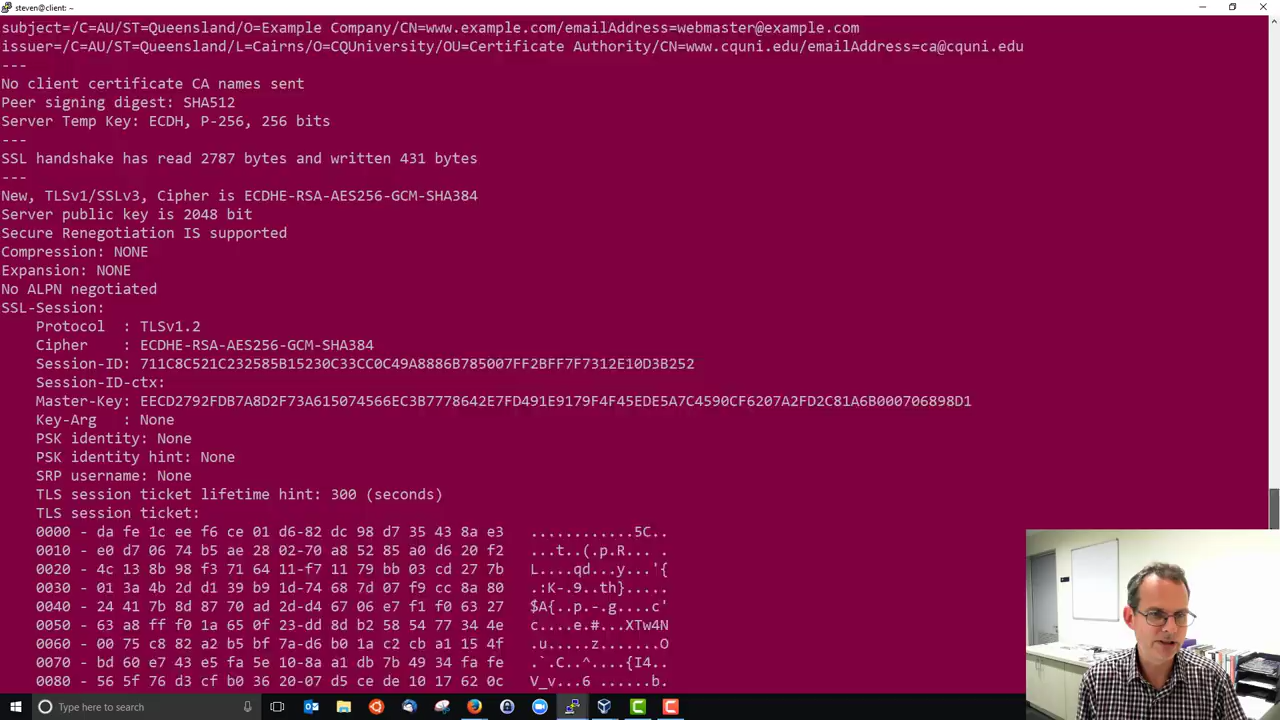 steven@client: ~
subject=/C=AU/ST=Queensland/O=Example Company/CN=www.example.com/emailAddress=webmaster@example.com
issuer=/C=AU/ST=Queensland/L=Cairns/O=CQUniversity/OU=Certificate Authority/CN=www.cquni.edu/emailAddress=ca@cquni.edu
---
No client certificate CA names sent
Peer signing digest: SHA512
Server Temp Key: ECDH, P-256, 256 bits
---
SSL handshake has read 2787 bytes and written 431 bytes
---
New, TLSv1/SSLv3, Cipher is ECDHE-RSA-AES256-GCM-SHA384
Server public key is 2048 bit
Secure Renegotiation IS supported
Compression: NONE
Expansion: NONE
No ALPN negotiated
SSL-Session:
    Protocol  : TLSv1.2
    Cipher    : ECDHE-RSA-AES256-GCM-SHA384
    Session-ID: 711C8C521C232585B15230C33CC0C49A8886B785007FF2BFF7F7312E10D3B252
    Session-ID-ctx:
    Master-Key: EECD2792FDB7A8D2F73A615074566EC3B7778642E7FD491E9179F4F45EDE5A7C4590CF6207A2FD2C81A6B000706898D1
    Key-Arg   : None
    PSK identity: None
    PSK identity hint: None
    SRP username: None
    TLS session ticket lifetime hint: 300 (seconds)
    TLS session ticket:
    0000 - da fe 1c ee f6 ce 01 d6-82 dc 98 d7 35 43 8a e3   ............5C..
    0010 - e0 d7 06 74 b5 ae 28 02-70 a8 52 85 a0 d6 20 f2   ...t..(.p.R... .
    0020 - 4c 13 8b 98 f3 71 64 11-f7 11 79 bb 03 cd 27 7b   L....qd...y...'{
    0030 - 01 3a 4b 2d d1 39 b9 1d-74 68 7d 07 f9 cc 8a 80   .:K-.9..th}.....
    0040 - 24 41 7b 8d 87 70 ad 2d-d4 67 06 e7 f1 f0 63 27   $A{..p.-.g....c'
    0050 - 63 a8 ff f0 1a 65 0f 23-dd 8d b2 58 54 77 34 4e   c....e.#...XTw4N
    0060 - 00 75 c8 82 a2 b5 bf 7a-d6 b0 1a c2 cb a1 15 4f   .u.....z.......O
    0070 - bd 60 e7 43 e5 fa 5e 10-8a a1 db 7b 49 34 fa fe   .`.C..^....{I4..
    0080 - 56 5f 76 d3 cf b0 36 20-07 d5 ce de 10 17 62 0c   V_v...6 ......b.
Type here to search